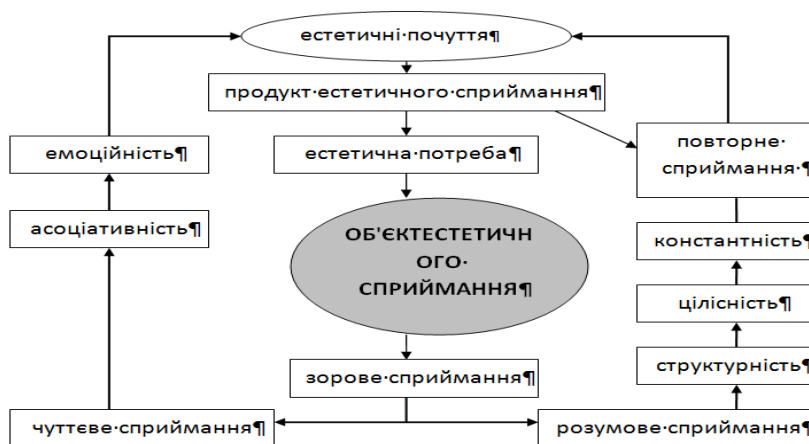 естетичні·почуття¶
продукт·естетичного·сприймання¶
емоційність¶
естетична·потреба¶
повторне·
сприймання·¶
асоціативність¶
ОБ'ЄКТЕСТЕТИЧН
ОГО·
СПРИЙМАННЯ¶
константність¶
цілісність¶
структурність¶
зорове·сприймання¶
чуттєве·сприймання¶
розумове·сприймання¶